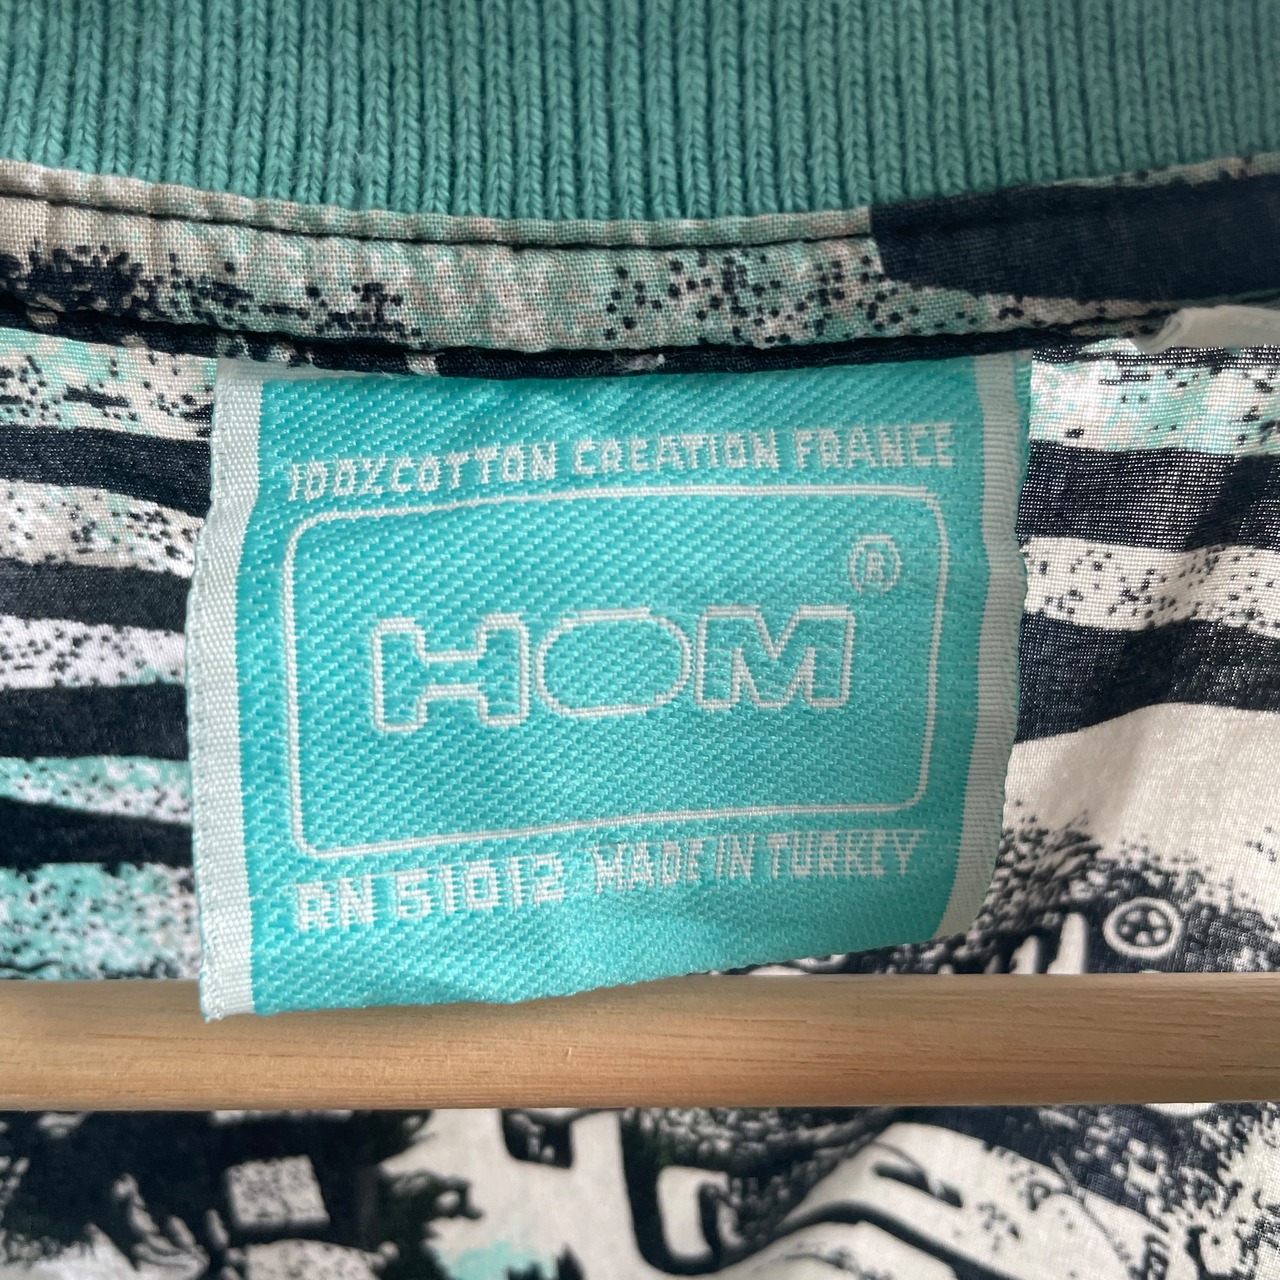 100% COTTON CREATION FRANCE
HOM®
RN 51012 MADE IN TURKEY